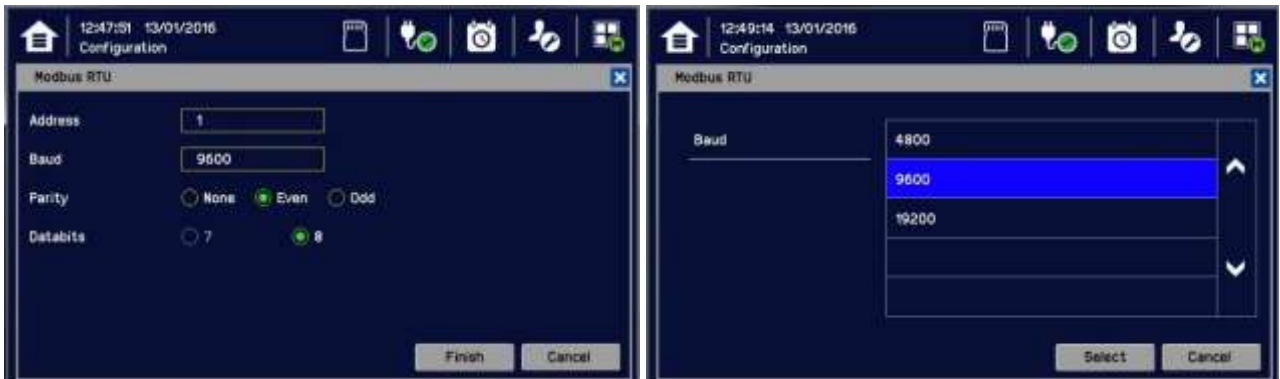 12:47:51 13/01/2016
Configuration
Modbus RTU
Address 1
Baud 9600
Parity None Even Odd
Databits 7 8
Finish Cancel
12:49:14 13/01/2016
Configuration
Modbus RTU
Baud 4800
9600
19200
Select Cancel